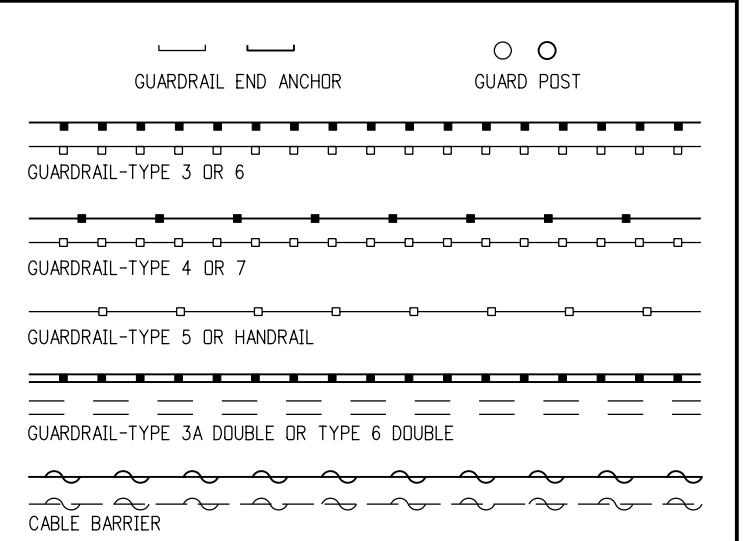 GUARDRAIL END ANCHOR GUARD POST
GUARDRAIL-TYPE 3 OR 6
GUARDRAIL-TYPE 4 OR 7
GUARDRAIL-TYPE 5 OR HANDRAIL
GUARDRAIL-TYPE 3A DOUBLE OR TYPE 6 DOUBLE
CABLE BARRIER